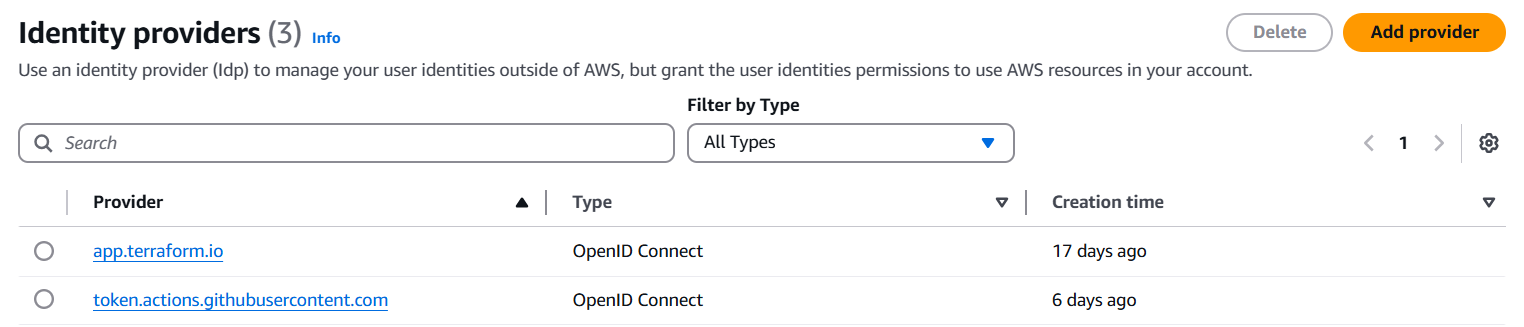 Identity providers (3) Info
Delete
Add provider
Use an identity provider (Idp) to manage your user identities outside of AWS, but grant the user identities permissions to use AWS resources in your account.
Filter by Type
Search
All Types
1
Provider Type Creation time
app.terraform.io OpenID Connect 17 days ago
token.actions.githubusercontent.com OpenID Connect 6 days ago